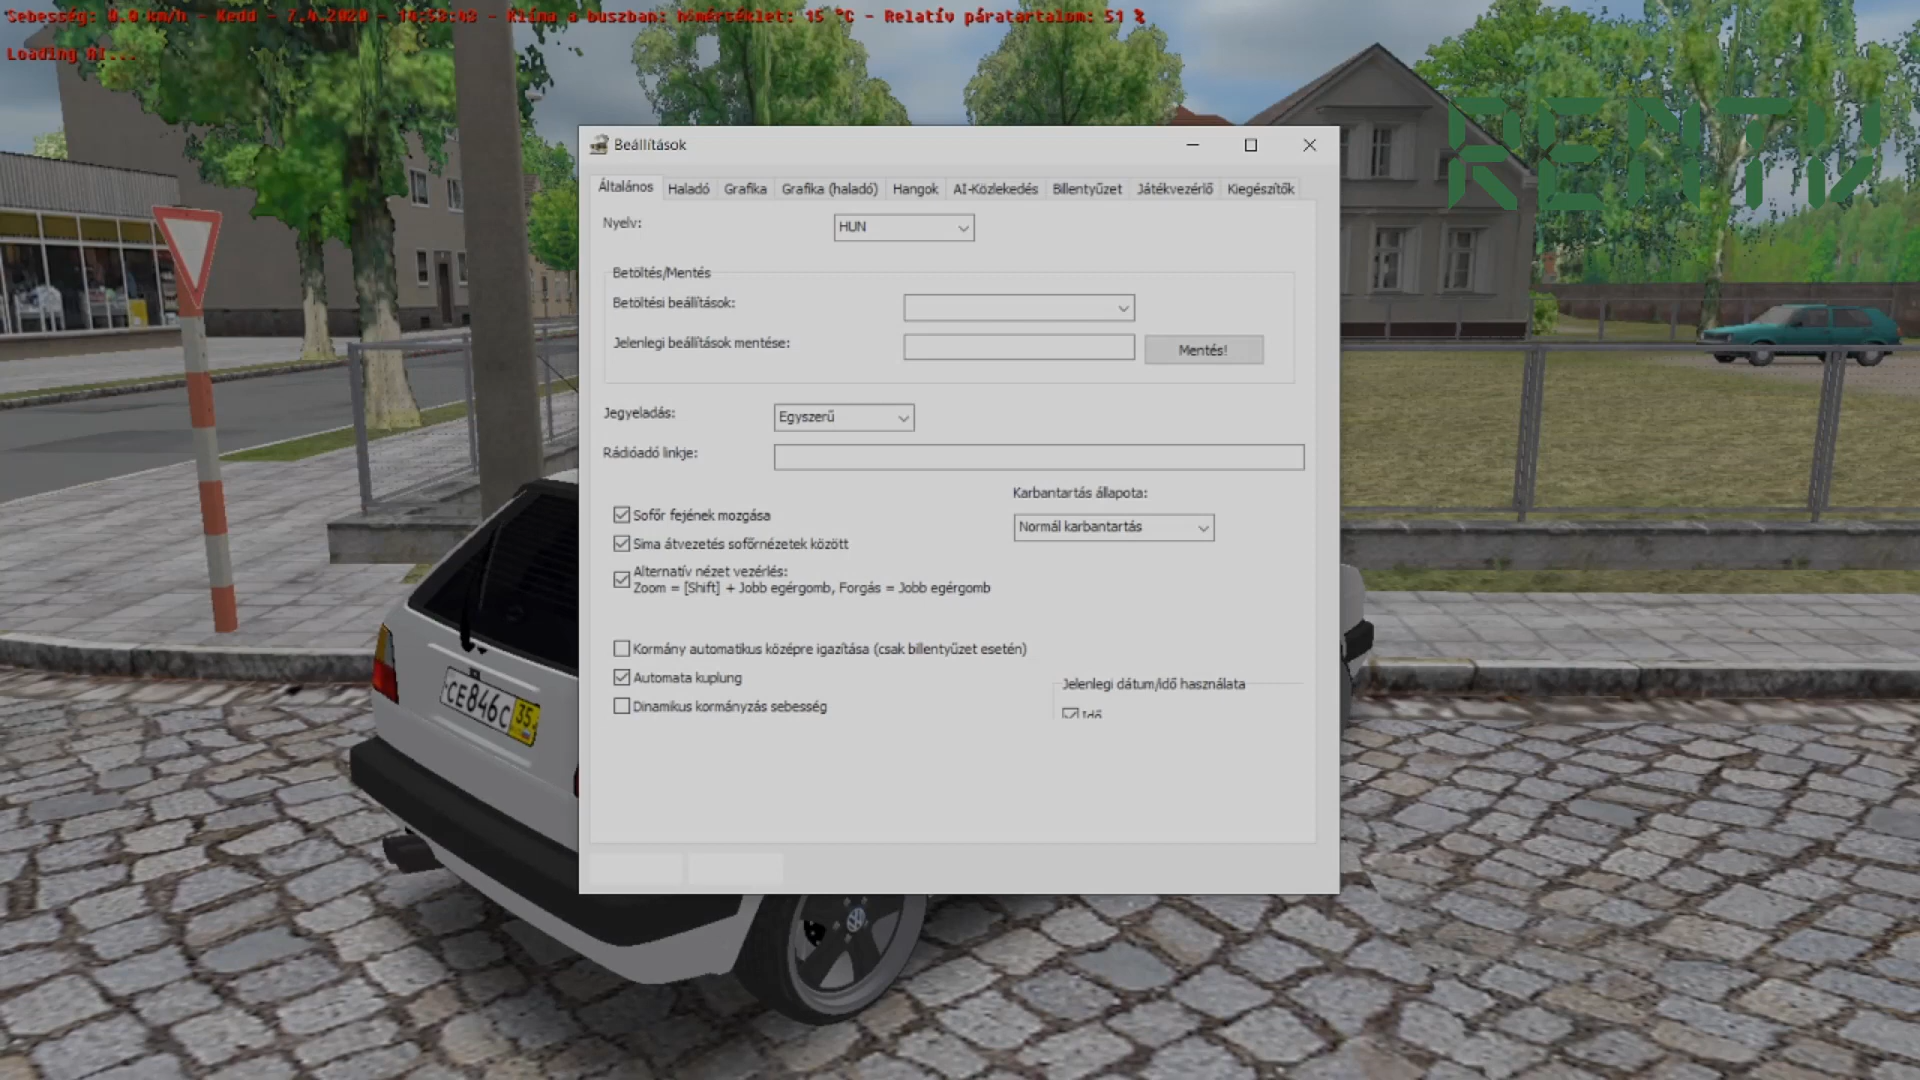 Sebesség: 0.0 km/h - Kedd - 7.4.2020 - 14:53:43 - Klíma a buszban: hőmérséklet: 15 °C - Relatív páratartalom: 51 %
Loading AI...
RENTV
Beállítások
Általános Haladó Grafika Grafika (haladó) Hangok AI-Közlekedés Billentyűzet Játékvezérlő Kiegészítők
Nyelv: HUN
Betöltés/Mentés
Betöltési beállítások:
Jelenlegi beállítások mentése: Mentés!
Jegyeladás: Egyszerű
Rádióadó linkje:
Karbantartás állapota:
Sofőr fejének mozgása
Normál karbantartás
Sima átvezetés sofőrnézetek között
Alternatív nézet vezérlés:
Zoom = [Shift] + Jobb egérgomb, Forgás = Jobb egérgomb
Kormány automatikus középre igazítása (csak billentyűzet esetén)
Automata kuplung
Jelenlegi dátum/idő használata
Dinamikus kormányzás sebesség
Idő
CE846C 35